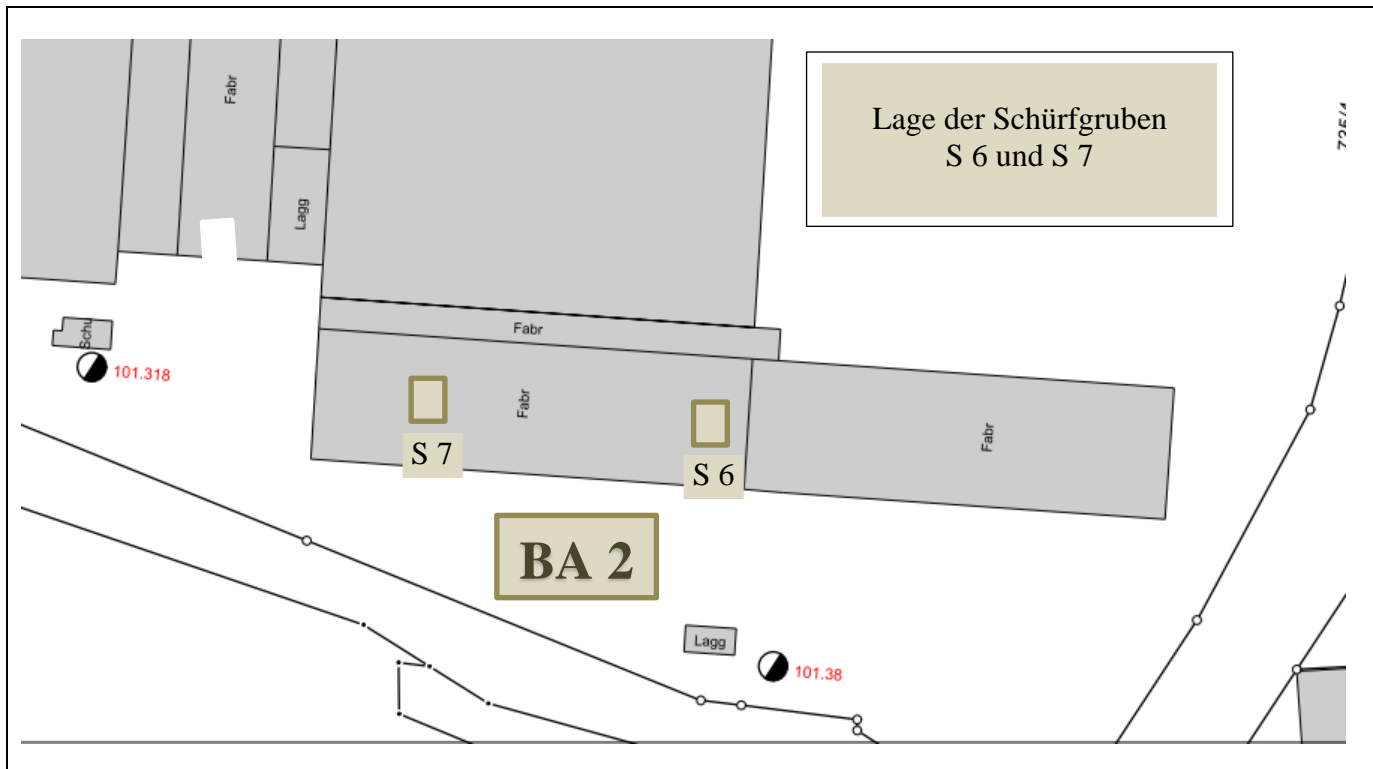 Lage der Schürfgruben
S 6 und S 7
Fabr
Lagg
Schu
101.318
Fabr
Fabr
Fabr
S 7
S 6
BA 2
Lagg
101.38